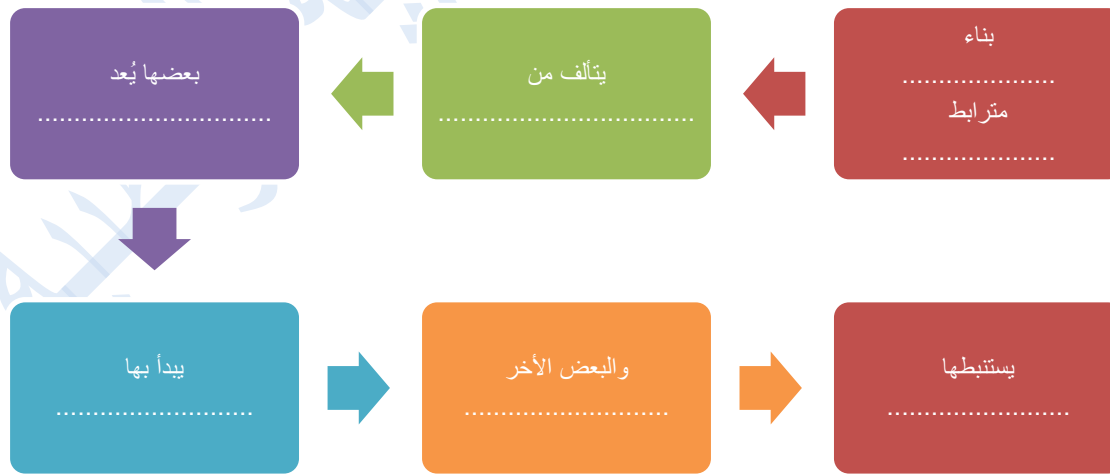 بناء
.....................
مترابط
.....................
يتألف من
...................................
بعضها يُعد
................................
يبدأ بها
...........................
والبعض الأخر
............................
يستنبطها
.........................